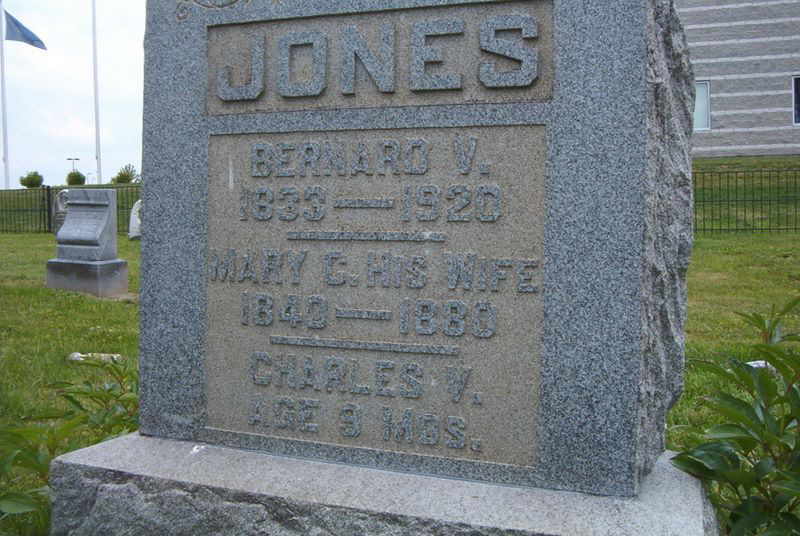 JONES
BERNARD V.
1833 — 1920
MARY C. HIS WIFE
1840 — 1880
CHARLES V.
AGE 9 MOS.